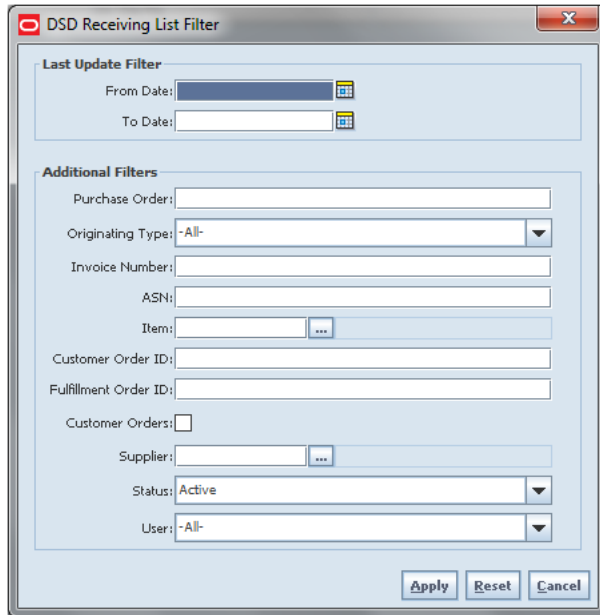 DSD Receiving List Filter
Last Update Filter
From Date:
To Date:
Additional Filters
Purchase Order:
Originating Type: -All-
Invoice Number:
ASN:
Item: ...
Customer Order ID:
Fulfillment Order ID:
Customer Orders:
Supplier: ...
Status: Active
User: -All-
Apply Reset Cancel